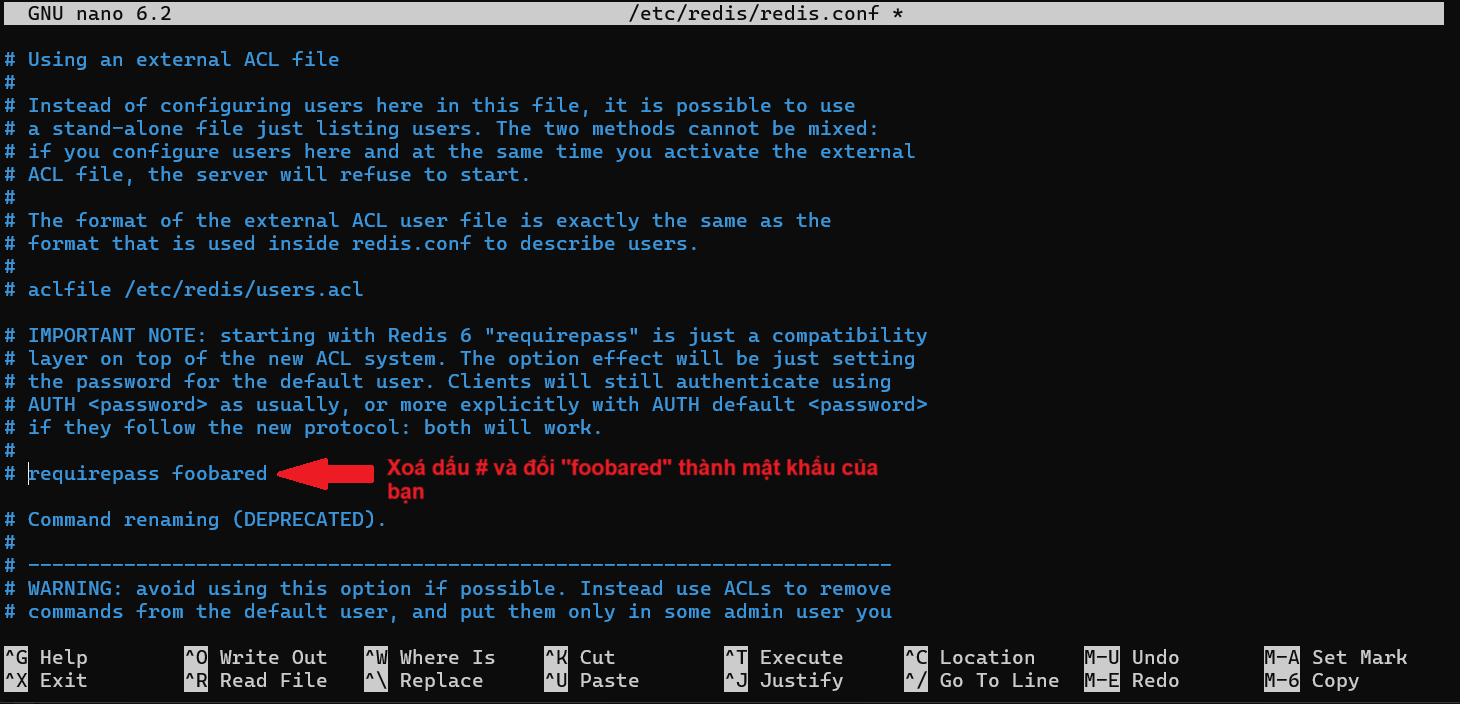 GNU nano 6.2 /etc/redis/redis.conf *
# Using an external ACL file
#
# Instead of configuring users here in this file, it is possible to use
# a stand-alone file just listing users. The two methods cannot be mixed:
# if you configure users here and at the same time you activate the external
# ACL file, the server will refuse to start.
#
# The format of the external ACL user file is exactly the same as the
# format that is used inside redis.conf to describe users.
#
# aclfile /etc/redis/users.acl
# IMPORTANT NOTE: starting with Redis 6 "requirepass" is just a compatibility
# layer on top of the new ACL system. The option effect will be just setting
# the password for the default user. Clients will still authenticate using
# AUTH <password> as usually, or more explicitly with AUTH default <password>
# if they follow the new protocol: both will work.
#
# requirepass foobared
Xoá dấu # và đổi "foobared" thành mật khẩu của
bạn
# Command renaming (DEPRECATED).
#
# ------------------------------------------------------------------------
# WARNING: avoid using this option if possible. Instead use ACLs to remove
# commands from the default user, and put them only in some admin user you
^G Help ^O Write Out ^W Where Is ^K Cut ^T Execute ^C Location M-U Undo M-A Set Mark
^X Exit ^R Read File ^\ Replace ^U Paste ^J Justify ^/ Go To Line M-E Redo M-6 Copy